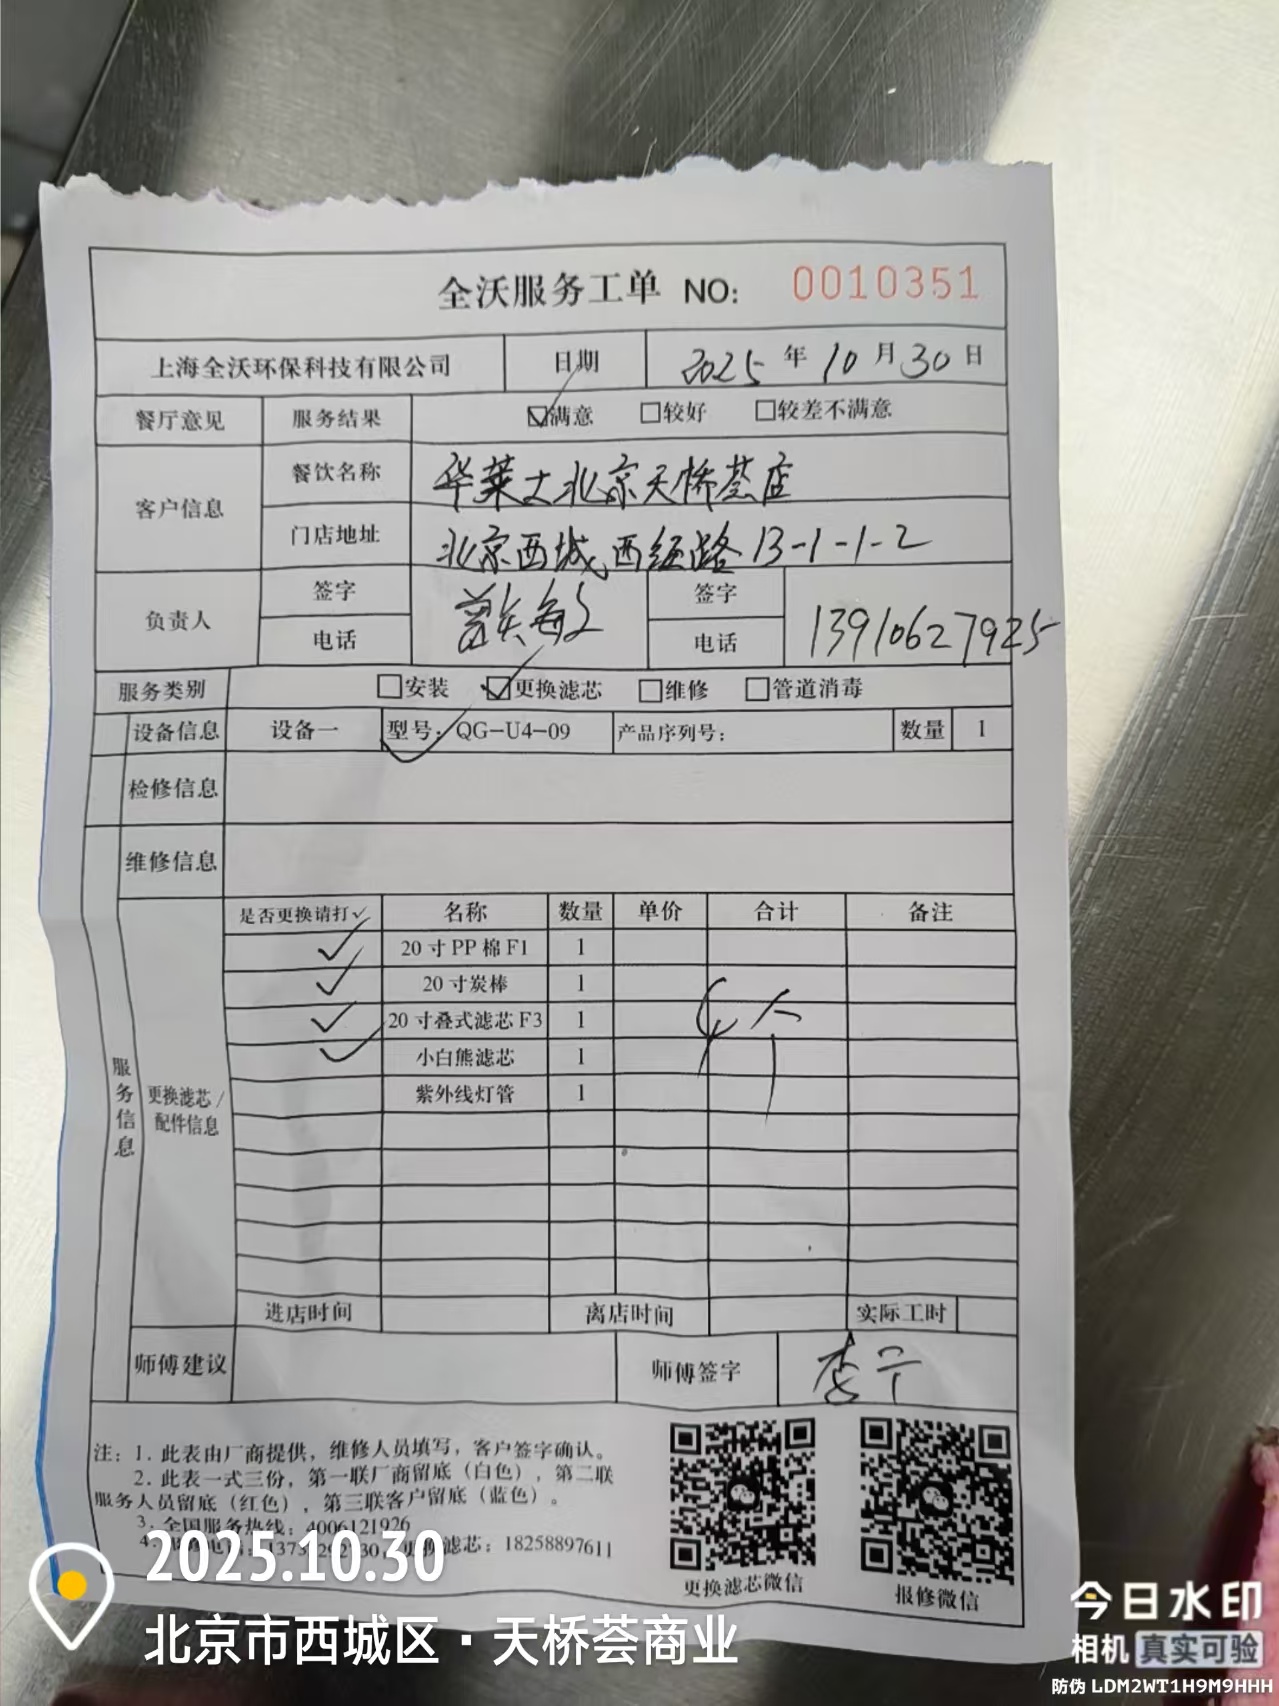 全沃服务工单 NO: 0010351
上海全沃环保科技有限公司 日期 2025 年 10 月 30 日
餐厅意见 服务结果 ☑满意 □较好 □较差不满意
客户信息 餐饮名称 华莱士北京天桥荟店
门店地址 北京西城西经路13-1-1-2
负责人 签字 签字
电话 电话 13910627925
服务类别 □安装 ☑更换滤芯 □维修 □管道消毒
设备信息 设备一 型号: QG-U4-09 产品序列号: 数量 1
检修信息
维修信息
服务信息
更换滤芯/配件信息
是否更换请打✓ 名称 数量 单价 合计 备注
✓ 20寸PP棉F1 1
✓ 20寸炭棒 1
✓ 20寸叠式滤芯F3 1 4个
✓ 小白熊滤芯 1
紫外线灯管 1
进店时间 离店时间 实际工时
师傅建议 师傅签字 李
注: 1. 此表由厂商提供, 维修人员填写, 客户签字确认。
2. 此表一式三份, 第一联厂商留底 (白色), 第二联
服务人员留底 (红色), 第三联客户留底 (蓝色)。
3. 全国服务热线: 4006121926
滤芯: 18258897611
更换滤芯微信 报修微信
2025.10.30
北京市西城区·天桥荟商业
今日水印
相机 真实可验
防伪 LDM2WT1H9M9HHH